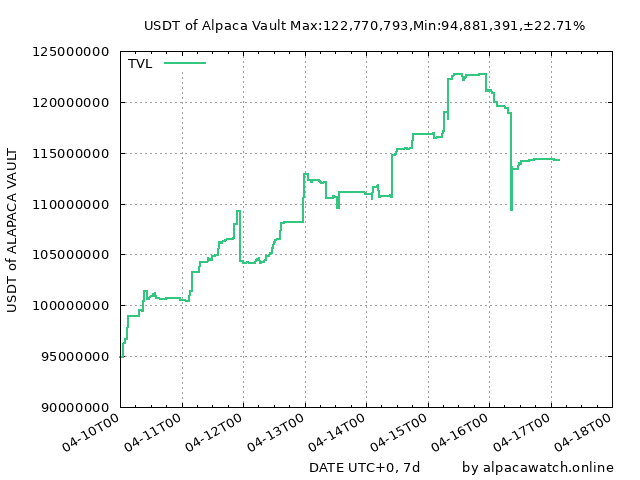 USDT of Alpaca Vault Max:122,770,793,Min:94,881,391,±22.71%
125000000
TVL
120000000
115000000
110000000
105000000
100000000
95000000
90000000
USDT of ALAPACA VAULT
04-10T00
04-11T00
04-12T00
04-13T00
04-14T00
04-15T00
04-16T00
04-17T00
04-18T00
DATE UTC+0, 7d
by alpacawatch.online